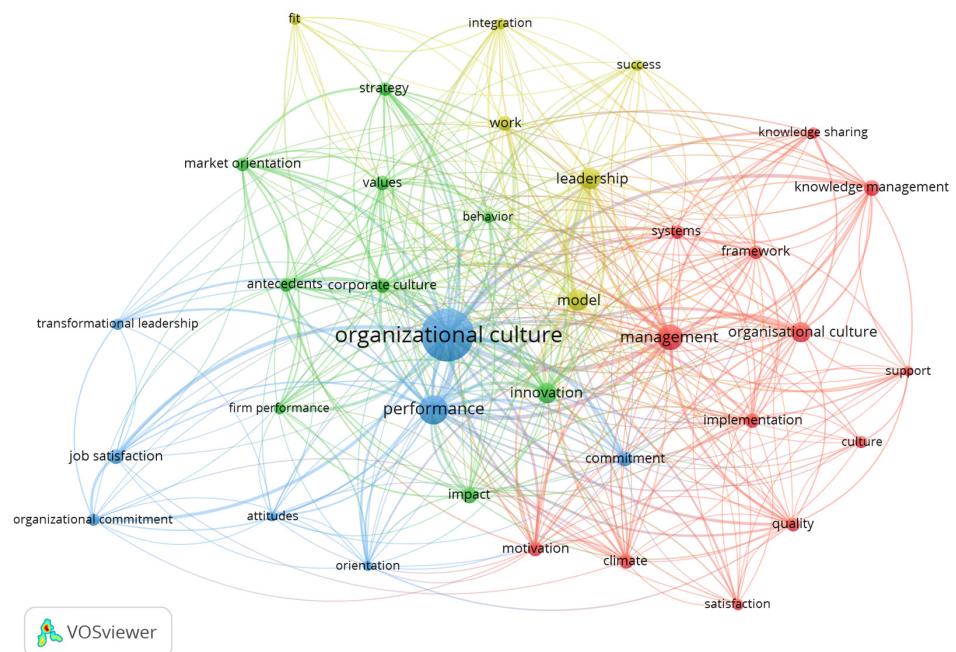 fit
integration
success
strategy
work
knowledge sharing
market orientation
values
leadership
knowledge management
behavior
systems
framework
antecedents
corporate culture
model
transformational leadership
organizational culture
management
organisational culture
support
innovation
firm performance
performance
implementation
culture
job satisfaction
commitment
impact
organizational commitment
attitudes
quality
motivation
climate
orientation
satisfaction
VOSviewer